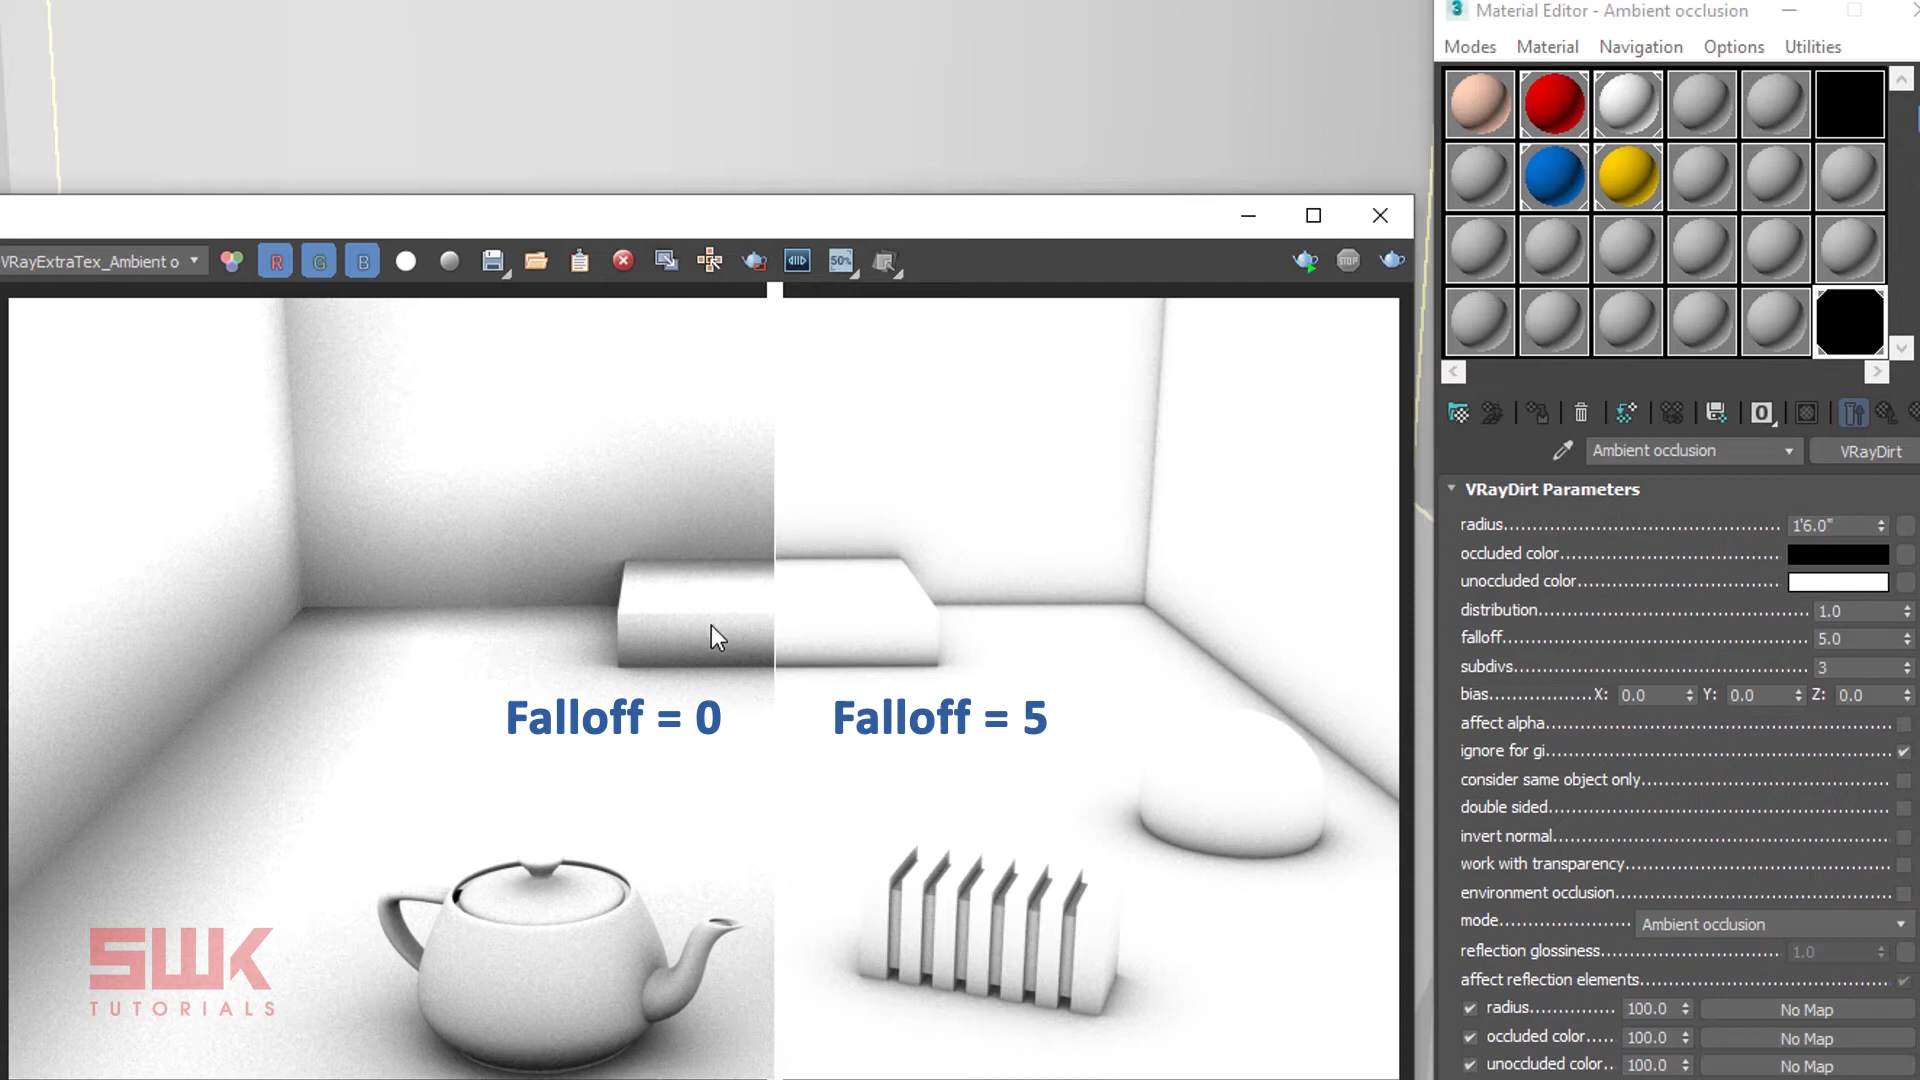 Material Editor - Ambient occlusion
Modes Material Navigation Options Utilities
VRayExtraTex_Ambient o
R G B
50%
STOP
0
Ambient occlusion
VRayDirt
VRayDirt Parameters
radius 1'6.0"
occluded color
unoccluded color
distribution 1.0
falloff 5.0
subdivs 3
bias X: 0.0 Y: 0.0 Z: 0.0
affect alpha
ignore for gi
consider same object only
double sided
invert normal
work with transparency
environment occlusion
mode Ambient occlusion
reflection glossiness 1.0
affect reflection elements
radius 100.0 No Map
occluded color 100.0 No Map
unoccluded color 100.0 No Map
Falloff = 0
Falloff = 5
SWK
TUTORIALS